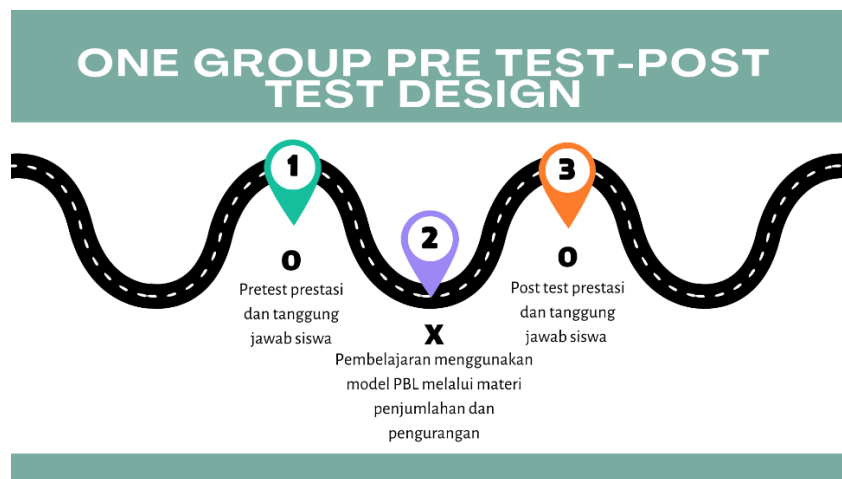 ONE GROUP PRE TEST-POST
TEST DESIGN
1
O
Pretest prestasi
dan tanggung
jawab siswa
2
X
Pembelajaran menggunakan
model PBL melalui materi
penjumlahan dan
pengurangan
3
O
Post test prestasi
dan tanggung
jawab siswa